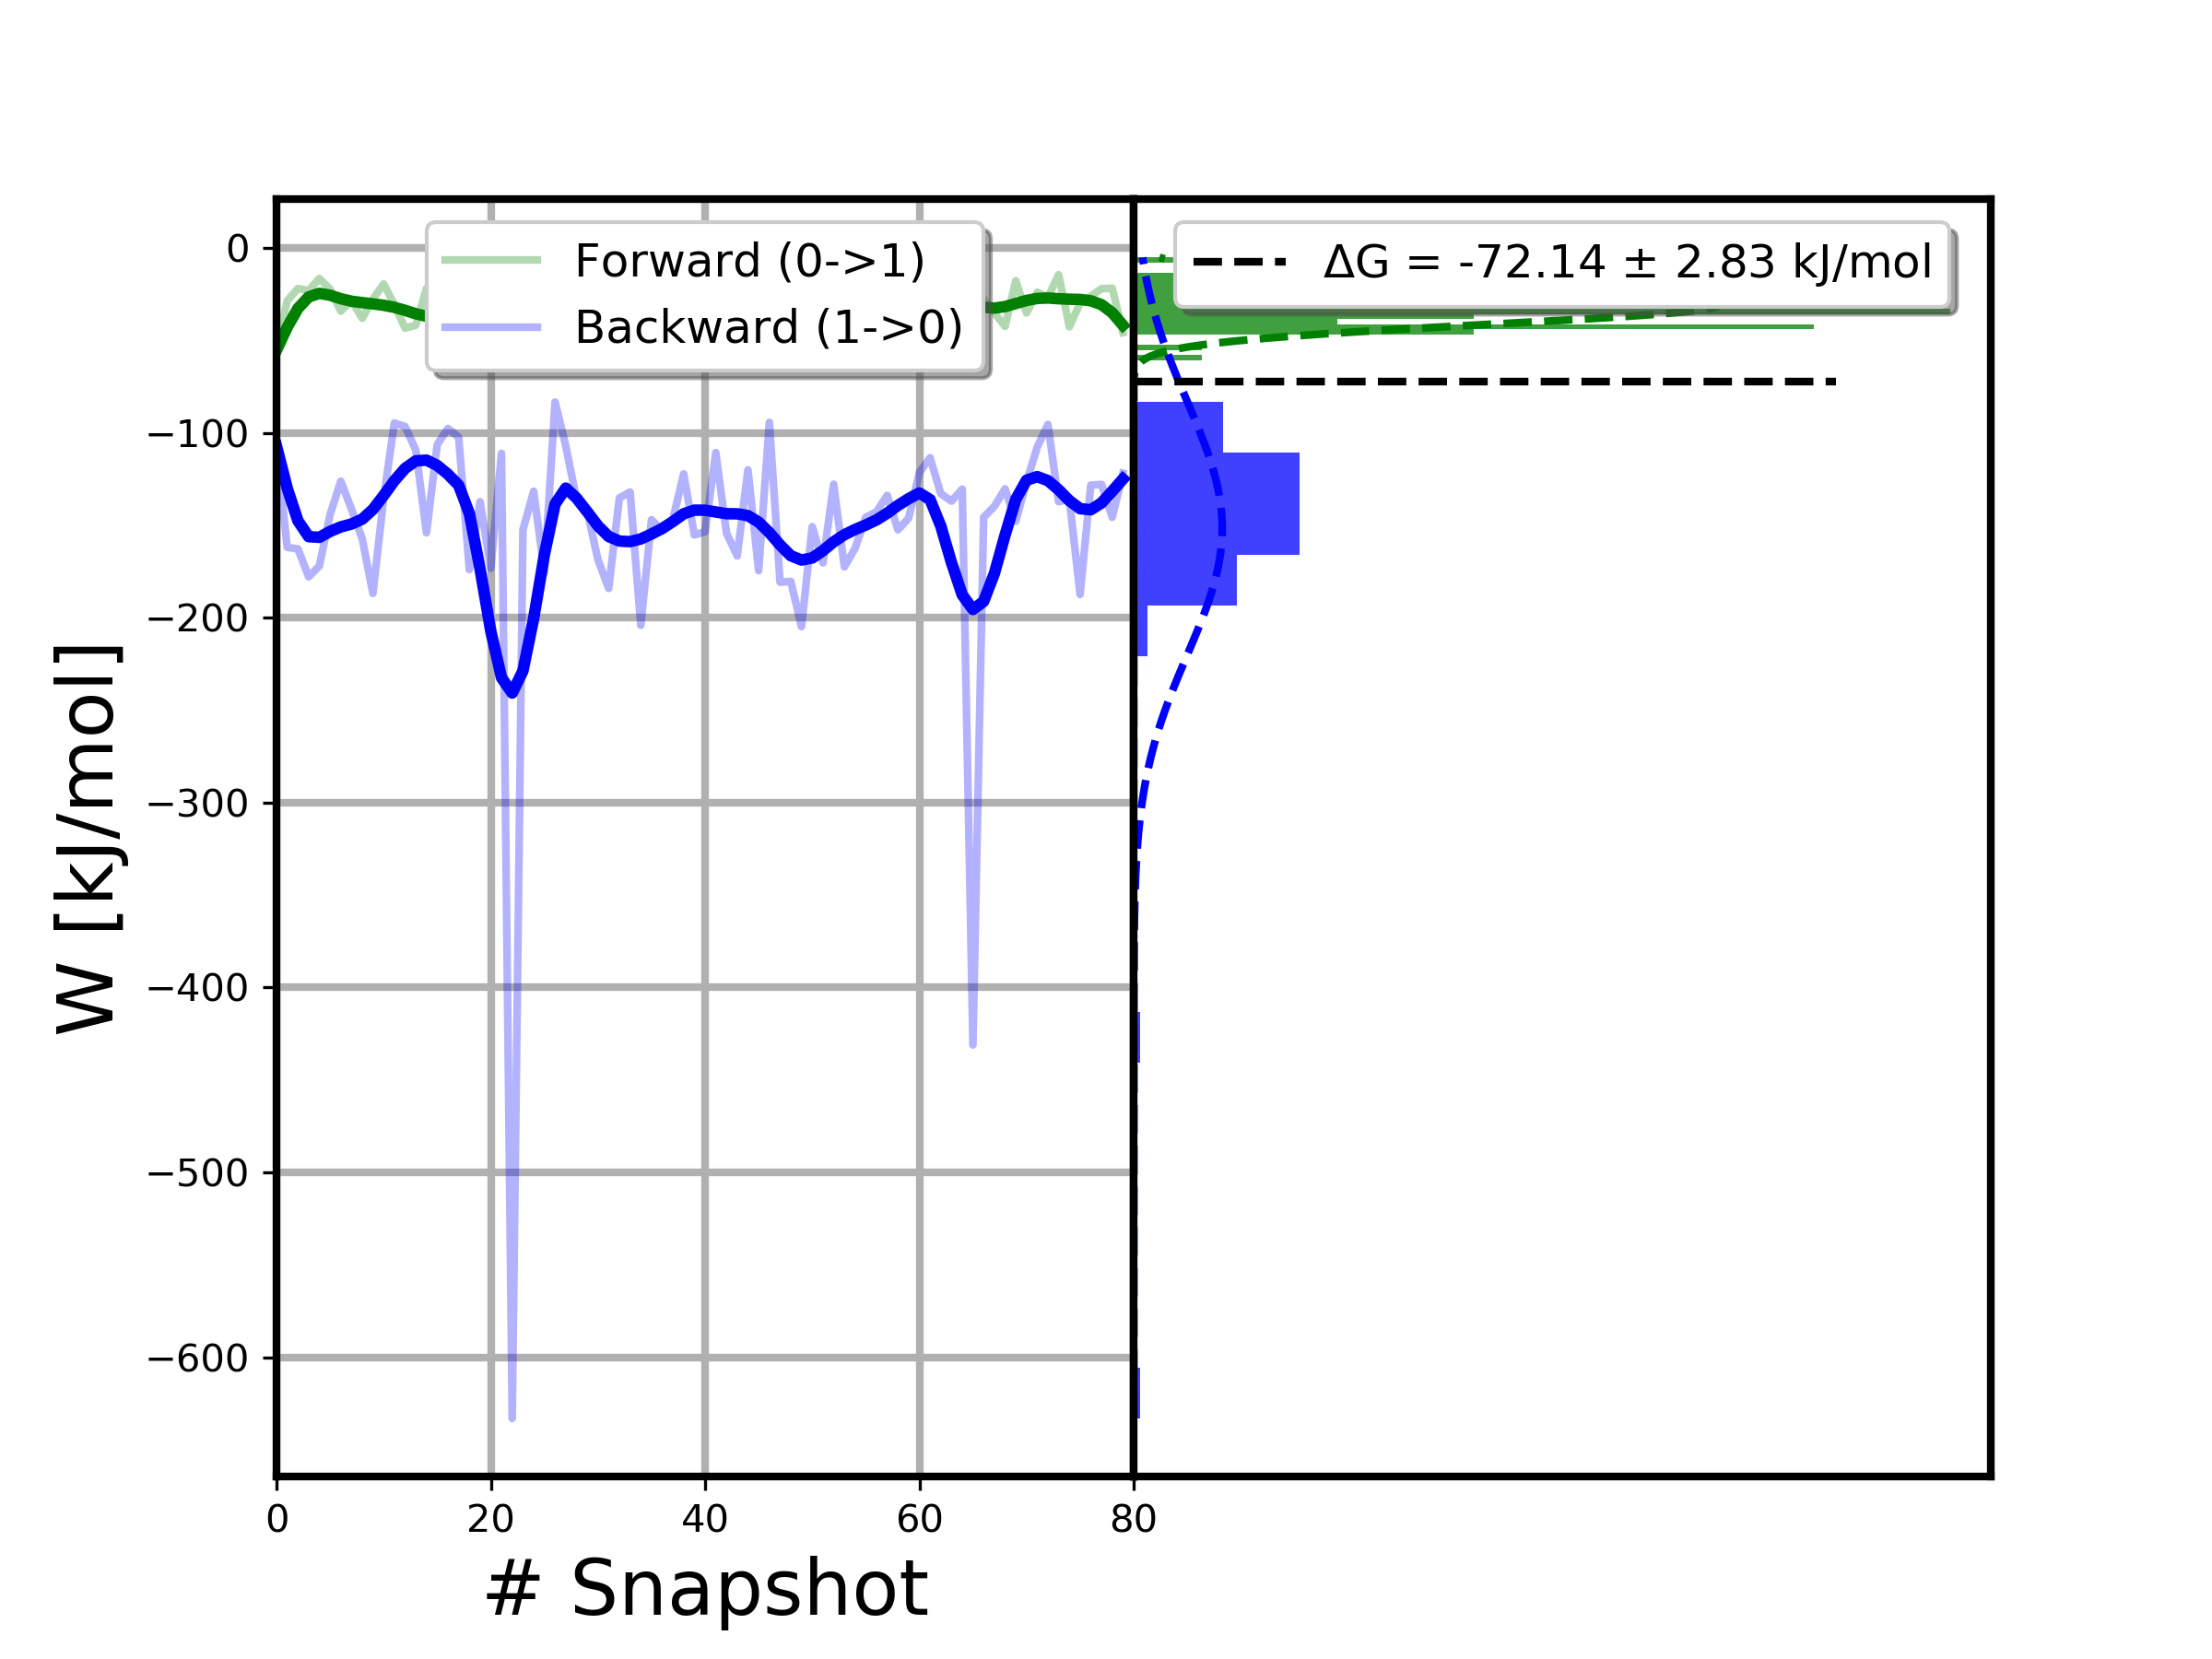 Forward (0->1)
Backward (1->0)
ΔG = -72.14 ± 2.83 kJ/mol
W [kJ/mol]
0
−100
−200
−300
−400
−500
−600
0 20 40 60 80
# Snapshot